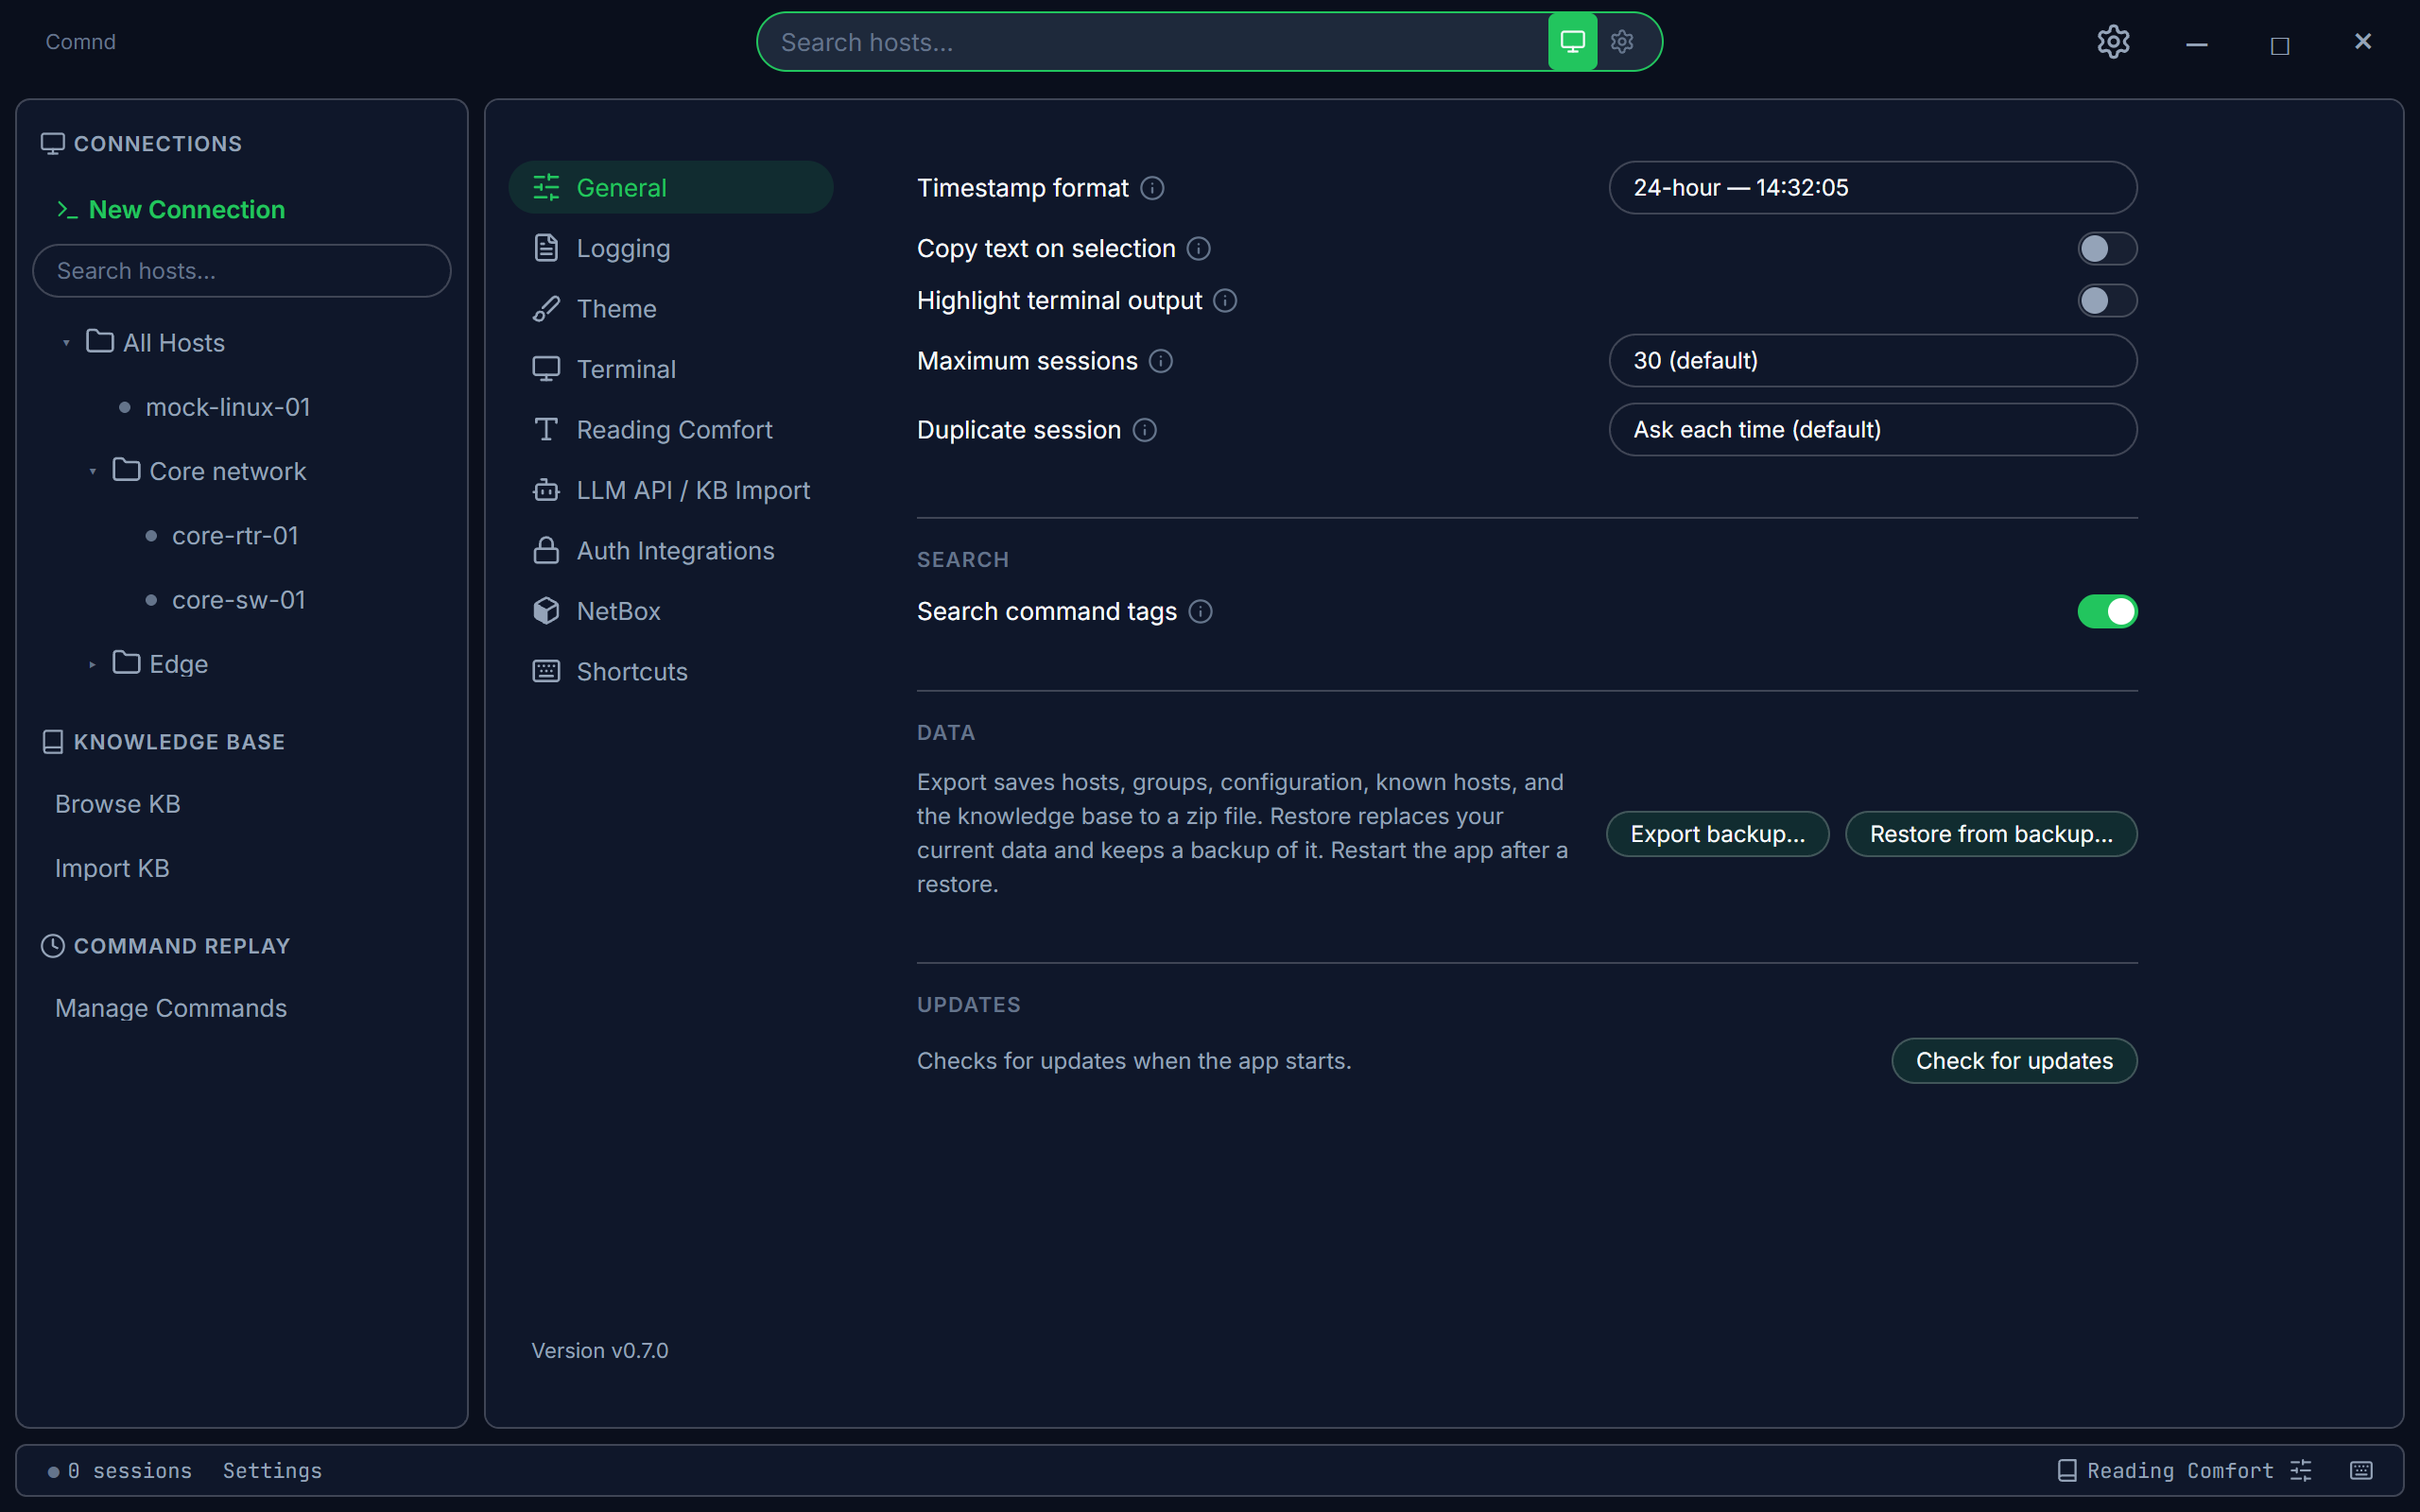 Comnd
Search hosts...
CONNECTIONS
New Connection
Search hosts...
All Hosts
mock-linux-01
Core network
core-rtr-01
core-sw-01
Edge
KNOWLEDGE BASE
Browse KB
Import KB
COMMAND REPLAY
Manage Commands
General
Logging
Theme
Terminal
Reading Comfort
LLM API / KB Import
Auth Integrations
NetBox
Shortcuts
Version v0.7.0
Timestamp format
24-hour — 14:32:05
Copy text on selection
Highlight terminal output
Maximum sessions
30 (default)
Duplicate session
Ask each time (default)
SEARCH
Search command tags
DATA
Export saves hosts, groups, configuration, known hosts, and
the knowledge base to a zip file. Restore replaces your
current data and keeps a backup of it. Restart the app after a
restore.
Export backup...
Restore from backup...
UPDATES
Checks for updates when the app starts.
Check for updates
0 sessions
Settings
Reading Comfort